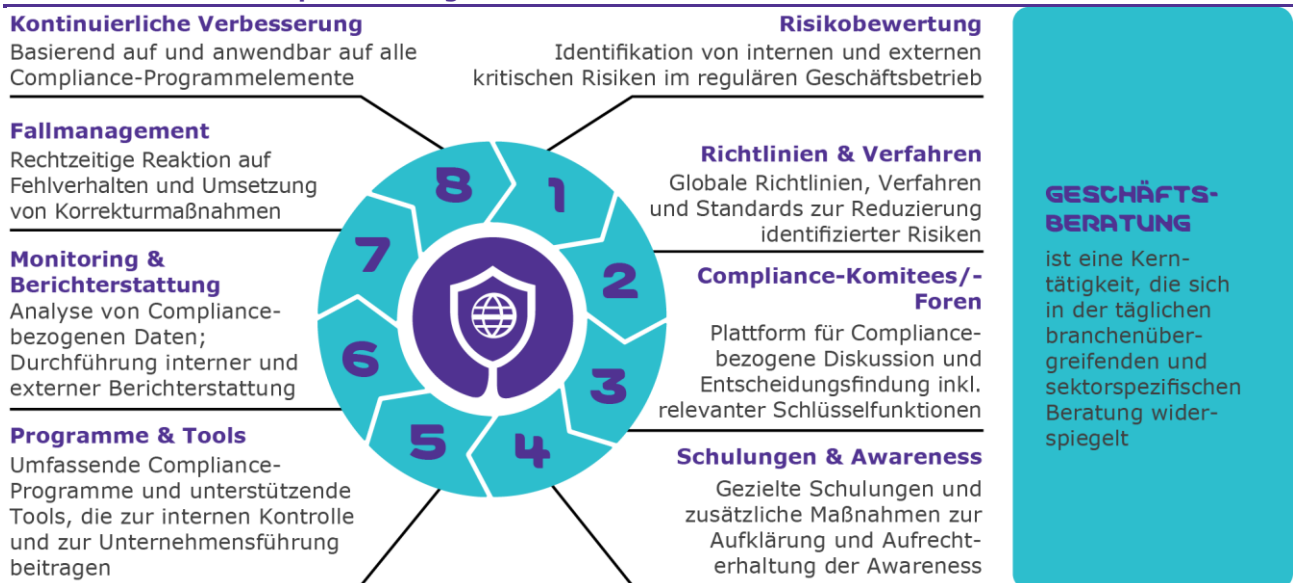 Kontinuierliche Verbesserung
Basierend auf und anwendbar auf alle
Compliance-Programmelemente
Fallmanagement
Rechtzeitige Reaktion auf
Fehlverhalten und Umsetzung
von Korrekturmaßnahmen
Monitoring &
Berichterstattung
Analyse von Compliance-
bezogenen Daten;
Durchführung interner und
externer Berichterstattung
Programme & Tools
Umfassende Compliance-
Programme und unterstützende
Tools, die zur internen Kontrolle
und zur Unternehmensführung
beitragen
8
1
7
2
6
3
5
4
Risikobewertung
Identifikation von internen und externen
kritischen Risiken im regulären Geschäftsbetrieb
Richtlinien & Verfahren
Globale Richtlinien, Verfahren
und Standards zur Reduzierung
identifizierter Risiken
Compliance-Komitees/-
Foren
Plattform für Compliance-
bezogene Diskussion und
Entscheidungsfindung inkl.
relevanter Schlüsselfunktionen
Schulungen & Awareness
Gezielte Schulungen und
zusätzliche Maßnahmen zur
Aufklärung und Aufrecht-
erhaltung der Awareness
GESCHÄFTS-
BERATUNG
ist eine Kern-
tätigkeit, die sich
in der täglichen
branchenüber-
greifenden und
sektorspezifischen
Beratung wider-
spiegelt